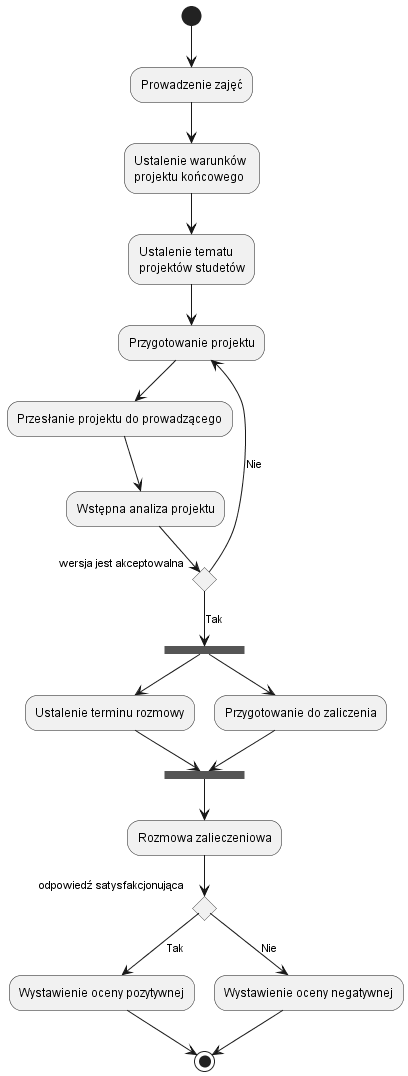 Prowadzenie zajęć
Ustalenie warunków
projektu końcowego
Ustalenie tematu
projektów studetów
Przygotowanie projektu
Przesłanie projektu do prowadzącego
Nie
Wstępna analiza projektu
wersja jest akceptowalna
Tak
Ustalenie terminu rozmowy
Przygotowanie do zaliczenia
Rozmowa zalieczeniowa
odpowiedź satysfakcjonująca
Tak
Nie
Wystawienie oceny pozytywnej
Wystawienie oceny negatywnej